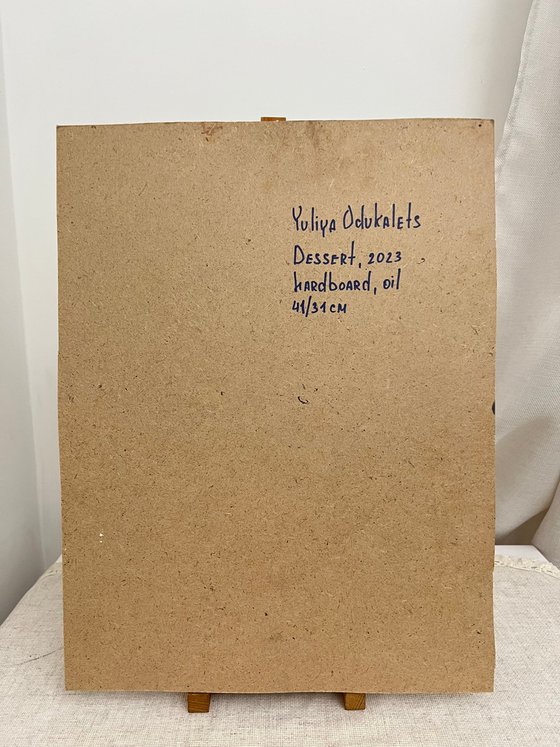 Yuliya Odukalets
Dessert, 2023
hardboard, oil
41/31 cm